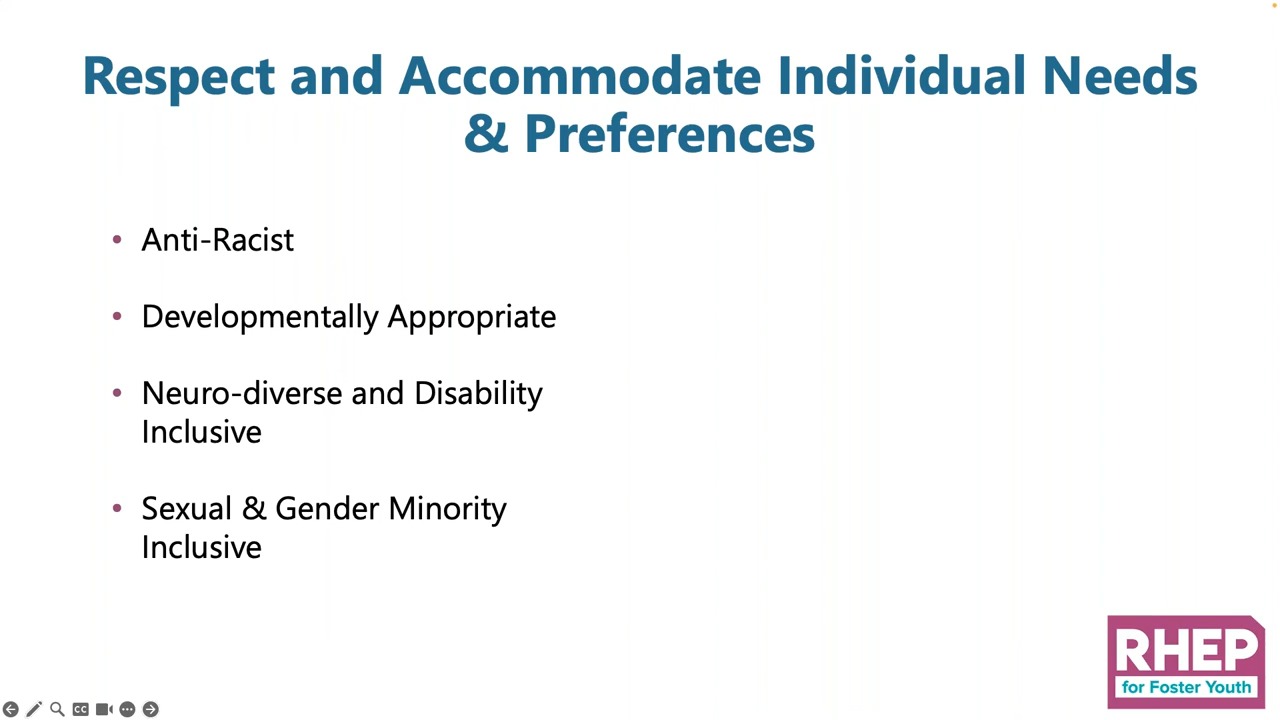 Respect and Accommodate Individual Needs
& Preferences
• Anti-Racist
• Developmentally Appropriate
• Neuro-diverse and Disability
Inclusive
• Sexual & Gender Minority
Inclusive
RHEP
for Foster Youth
CC